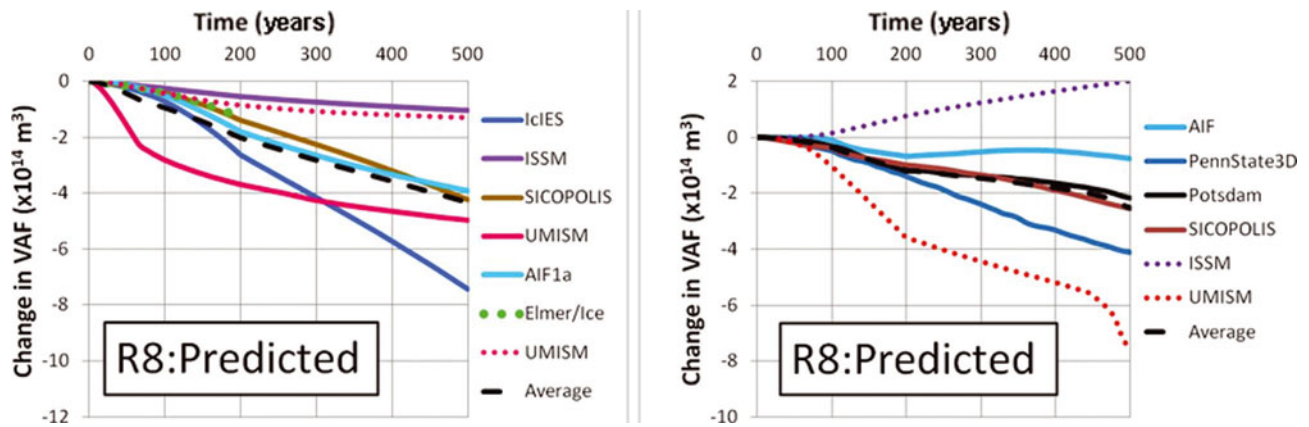 Time (years)
0 100 200 300 400 500
Change in VAF (x10¹⁴ m³)
0
-2
-4
-6
-8
-10
-12
R8:Predicted
IcIES
ISSM
SICOPOLIS
UMISM
AIF1a
Elmer/Ice
UMISM
Average
Time (years)
0 100 200 300 400 500
Change in VAF (x10¹⁴ m³)
2
0
-2
-4
-6
-8
-10
R8:Predicted
AIF
PennState3D
Potsdam
SICOPOLIS
ISSM
UMISM
Average